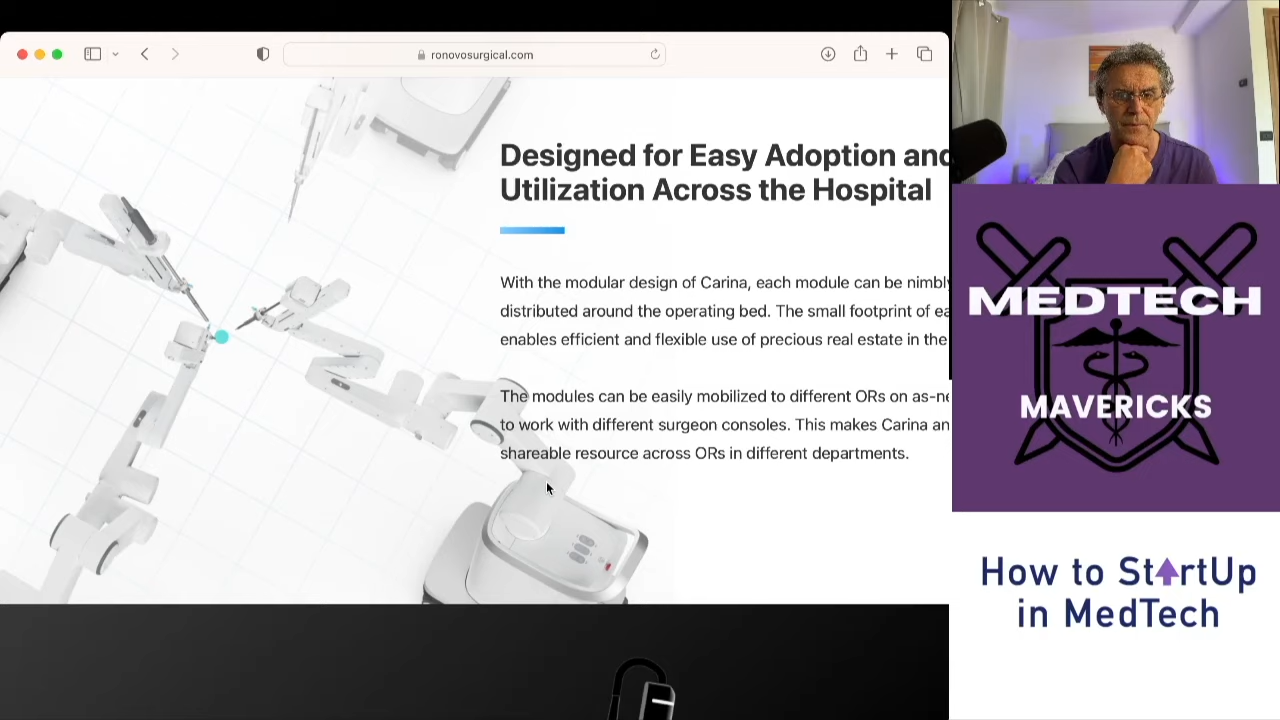 ronovosurgical.com
Designed for Easy Adoption and
Utilization Across the Hospital
With the modular design of Carina, each module can be nimbly
distributed around the operating bed. The small footprint of ea
enables efficient and flexible use of precious real estate in the
The modules can be easily mobilized to different ORs on as-ne
to work with different surgeon consoles. This makes Carina an
shareable resource across ORs in different departments.
MEDTECH
MAVERICKS
How to StartUp
in MedTech